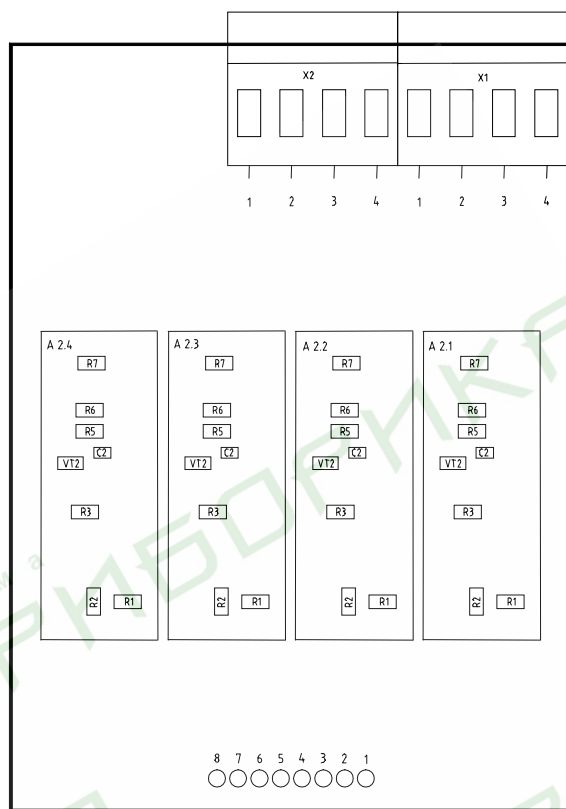 X2 X1
1 2 3 4 1 2 3 4
A 2.4 A 2.3 A 2.2 A 2.1
R7 R7 R7 R7
R6 R6 R6 R6
R5 R5 R5 R5
C2 C2 C2 C2
VT2 VT2 VT2 VT2
R3 R3 R3 R3
R2 R1 R2 R1 R2 R1 R2 R1
8 7 6 5 4 3 2 1